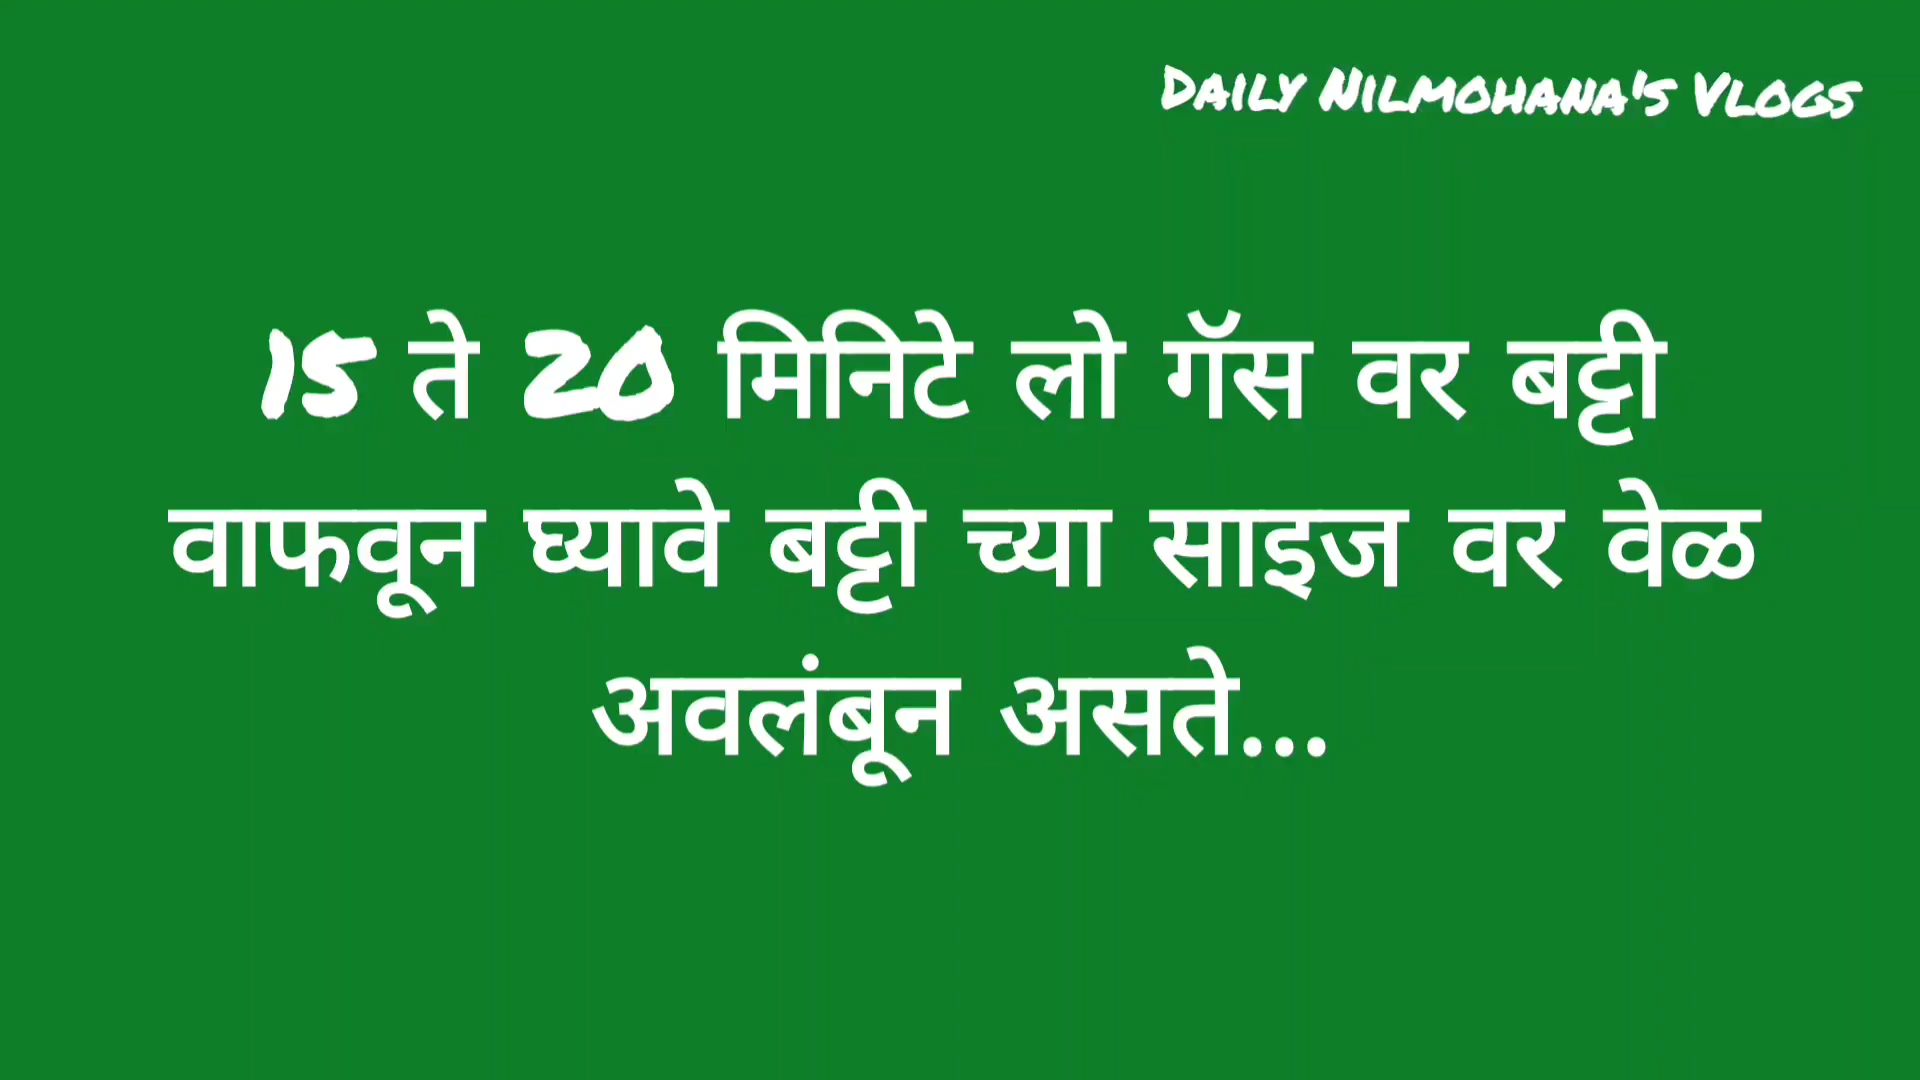 Daily Nilmohana's Vlogs
15 ते 20 मिनिटे लो गॅस वर बट्टी
वाफवून घ्यावे बट्टी च्या साइज वर वेळ
अवलंबून असते...